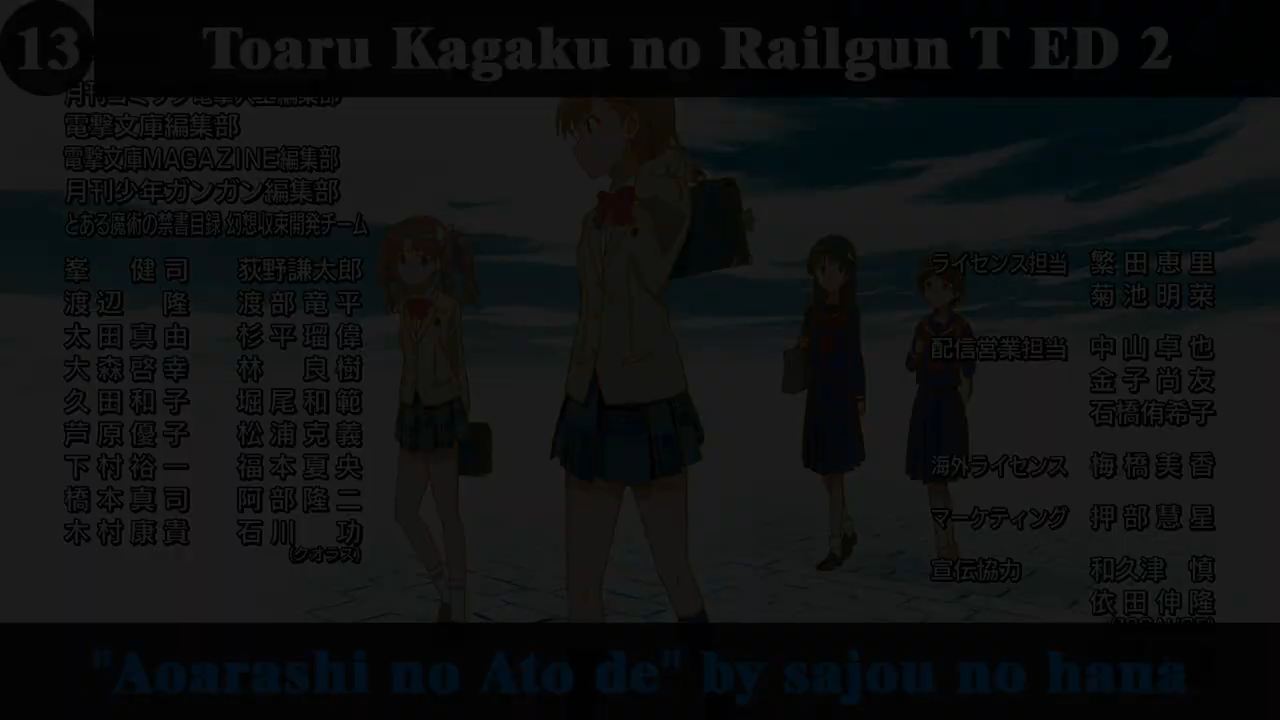 13
Toaru Kagaku no Railgun T ED 2
電撃文庫編集部
電撃文庫MAGAZINE編集部
月刊少年ガンガン編集部
とある魔術の禁書目録 幻想収束開発チーム
峯 健司 荻野謙太郎
渡辺 隆 渡部竜平
太田真由 杉平瑠偉
大森啓幸 林 良樹
久田和子 堀尾和範
芦原優子 松浦克義
下村裕一 福本夏央
橋本真司 阿部隆二
木村康貴 石川 功
(クオラス)
ライセンス担当 繁田恵里
菊池明菜
配信営業担当 中山卓也
金子尚友
石橋侑希子
海外ライセンス 梅橋美香
マーケティング 押部慧星
宣伝協力 和久津 慎
依田伸隆
"Aoarashi no Ato de" by sajou no hana